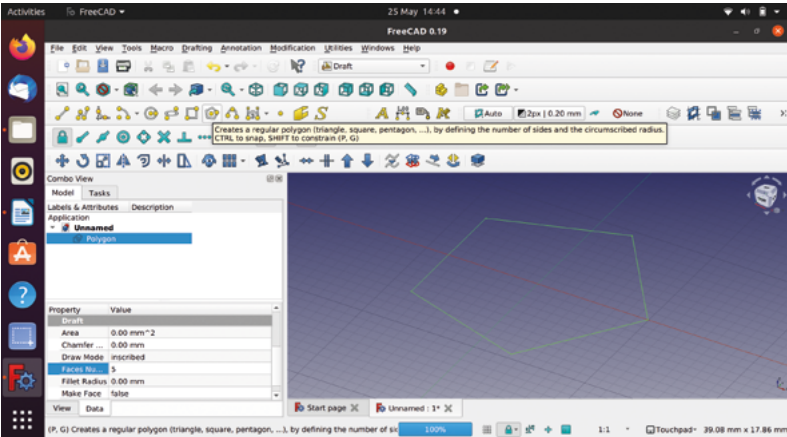 Activities FreeCAD 25 May 14:44
FreeCAD 0.19
File Edit View Tools Macro Drafting Annotation Modification Utilities Windows Help
Draft
Auto 2px | 0.20 mm None
Creates a regular polygon (triangle, square, pentagon, ...), by defining the number of sides and the circumscribed radius.
CTRL to snap, SHIFT to constrain (P, G)
Combo View
Model Tasks
Labels & Attributes Description
Application
Unnamed
Polygon
Property Value
Draft
Area 0.00 mm^2
Chamfer ... 0.00 mm
Draw Mode inscribed
Faces Nu... 5
Fillet Radius 0.00 mm
Make Face false
View Data
Start page Unnamed : 1*
(P, G) Creates a regular polygon (triangle, square, pentagon, ...), by defining the number of si 100% 1:1 Touchpad 39.08 mm x 17.86 mm